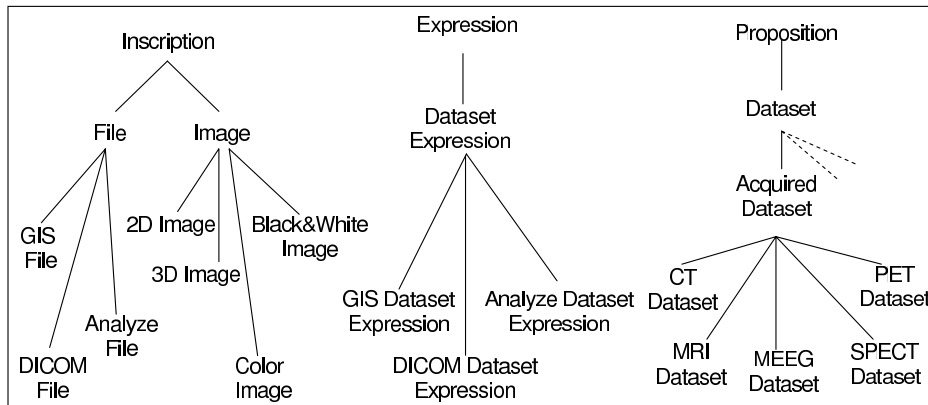 Inscription
File
Image
GIS
File
2D Image
3D Image
Black&White
Image
Analyze
File
DICOM
File
Color
Image
Expression
Dataset
Expression
GIS Dataset
Expression
Analyze Dataset
Expression
DICOM Dataset
Expression
Proposition
Dataset
Acquired
Dataset
CT
Dataset
PET
Dataset
MRI
Dataset
MEEG
Dataset
SPECT
Dataset